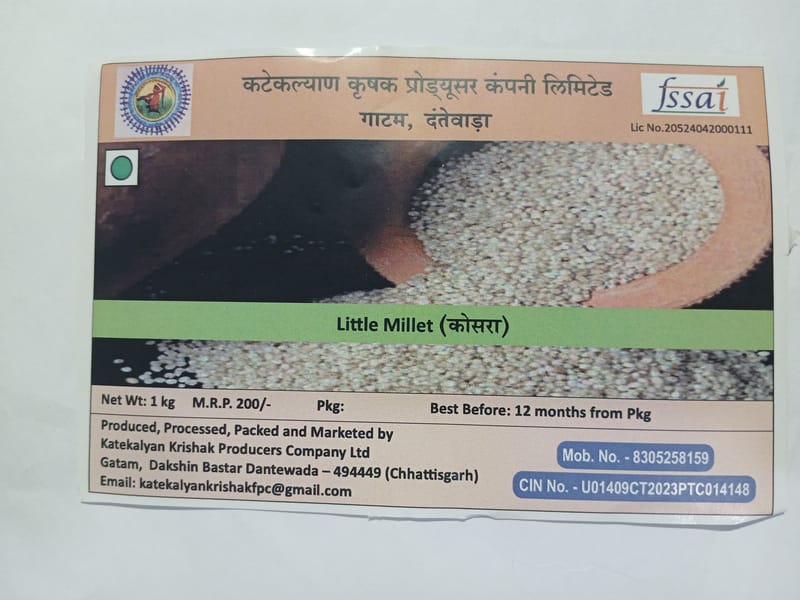 कटेकल्याण कृषक प्रोड्यूसर कंपनी लिमिटेड
गाटम, दंतेवाड़ा
fssai
Lic No.20524042000111
Little Millet (कोसरा)
Net Wt: 1 kg M.R.P. 200/- Pkg: Best Before: 12 months from Pkg
Produced, Processed, Packed and Marketed by
Katekalyan Krishak Producers Company Ltd
Gatam, Dakshin Bastar Dantewada – 494449 (Chhattisgarh)
Email: katekalyankrishakfpc@gmail.com
Mob. No. - 8305258159
CIN No. - U01409CT2023PTC014148